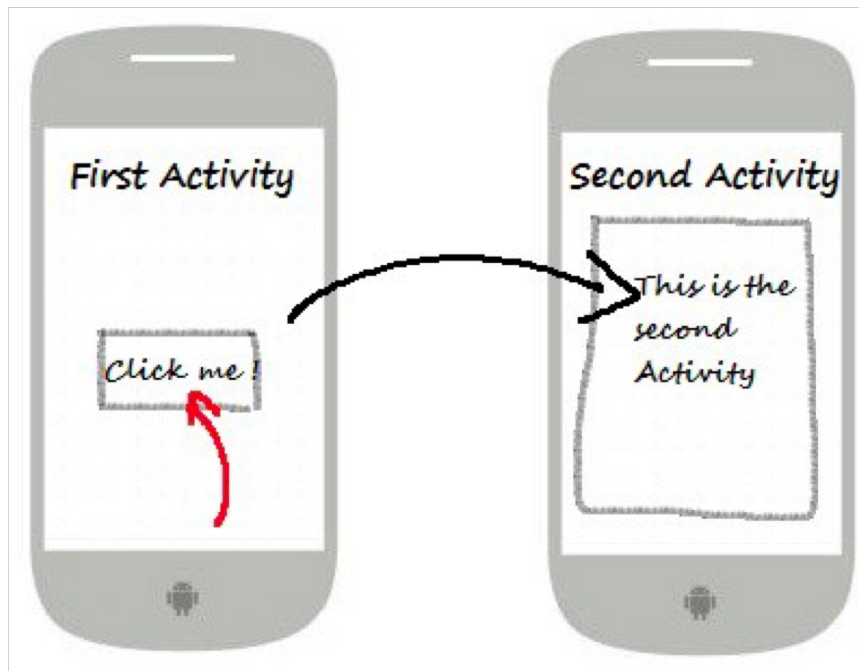 First Activity
Click me !
Second Activity
This is the
second
Activity